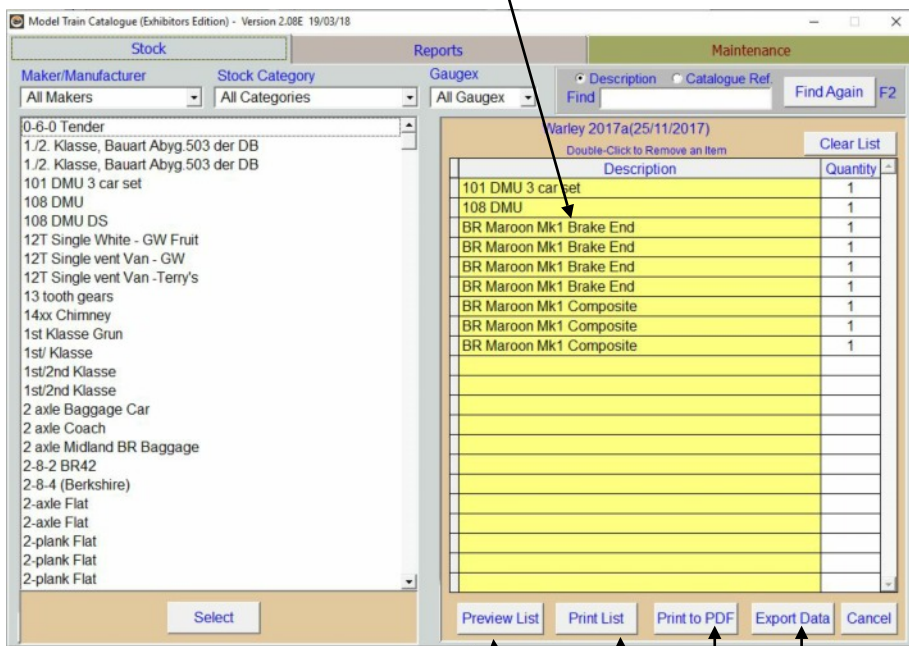 Model Train Catalogue (Exhibitors Edition) - Version 2.08E 19/03/18
Stock
Reports
Maintenance
Maker/Manufacturer
Stock Category
Gaugex
All Makers
All Categories
All Gaugex
Description
Catalogue Ref.
Find
Find Again
F2
0-6-0 Tender
1./2. Klasse, Bauart Abyg.503 der DB
1./2. Klasse, Bauart Abyg.503 der DB
101 DMU 3 car set
108 DMU
108 DMU DS
12T Single White - GW Fruit
12T Single vent Van - GW
12T Single vent Van -Terry's
13 tooth gears
14xx Chimney
1st Klasse Grun
1st/ Klasse
1st/2nd Klasse
1st/2nd Klasse
2 axle Baggage Car
2 axle Coach
2 axle Midland BR Baggage
2-8-2 BR42
2-8-4 (Berkshire)
2-axle Flat
2-axle Flat
2-plank Flat
2-plank Flat
2-plank Flat
Select
Warley 2017a(25/11/2017)
Double-Click to Remove an Item
Clear List
Description Quantity
101 DMU 3 car set 1
108 DMU 1
BR Maroon Mk1 Brake End 1
BR Maroon Mk1 Brake End 1
BR Maroon Mk1 Brake End 1
BR Maroon Mk1 Brake End 1
BR Maroon Mk1 Composite 1
BR Maroon Mk1 Composite 1
BR Maroon Mk1 Composite 1
Preview List
Print List
Print to PDF
Export Data
Cancel